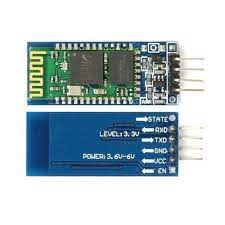 STATE
RXD
LEVEL:3.3V
TXD
GND
POWER:3.6V-6V
VCC
EN